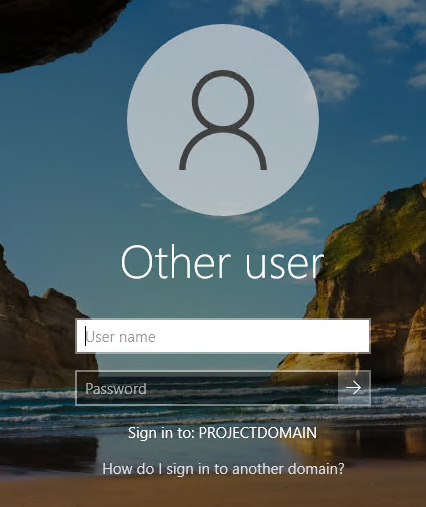 Other user
User name
Password
Sign in to: PROJECTDOMAIN
How do I sign in to another domain?